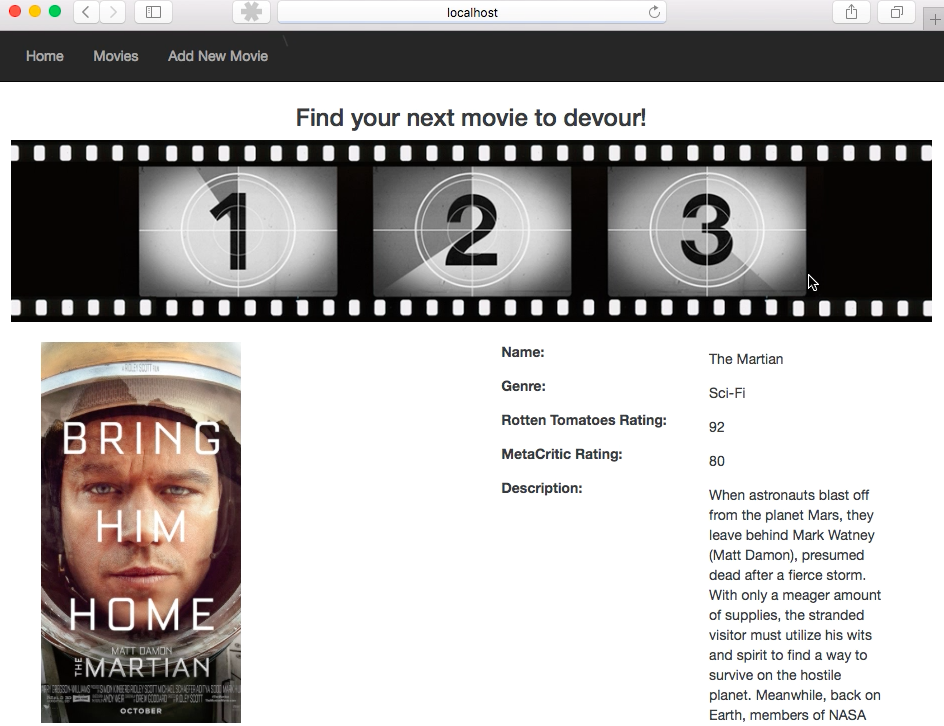 localhost
Home Movies Add New Movie
Find your next movie to devour!
1 2 3
BRING
HIM
HOME
MATT DAMON
THE MARTIAN
OCTOBER
Name: The Martian
Genre: Sci-Fi
Rotten Tomatoes Rating: 92
MetaCritic Rating: 80
Description: When astronauts blast off
from the planet Mars, they
leave behind Mark Watney
(Matt Damon), presumed
dead after a fierce storm.
With only a meager amount
of supplies, the stranded
visitor must utilize his wits
and spirit to find a way to
survive on the hostile
planet. Meanwhile, back on
Earth, members of NASA